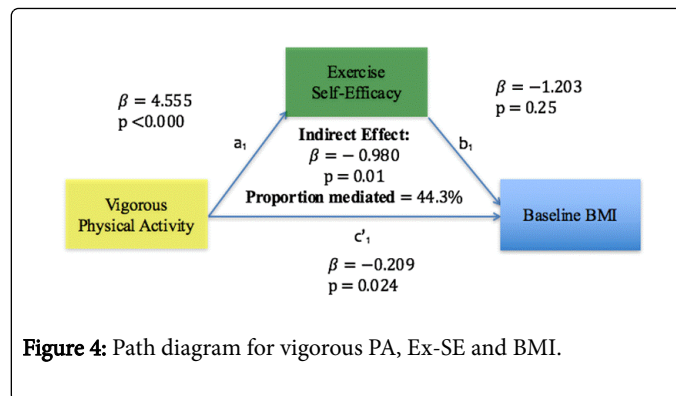 Exercise
Self-Efficacy
β = 4.555
p <0.000
β = −1.203
p = 0.25
a₁
b₁
Indirect Effect:
β = − 0.980
p = 0.01
Proportion mediated = 44.3%
Vigorous
Physical Activity
Baseline BMI
c'₁
β = −0.209
p = 0.024
Figure 4: Path diagram for vigorous PA, Ex-SE and BMI.